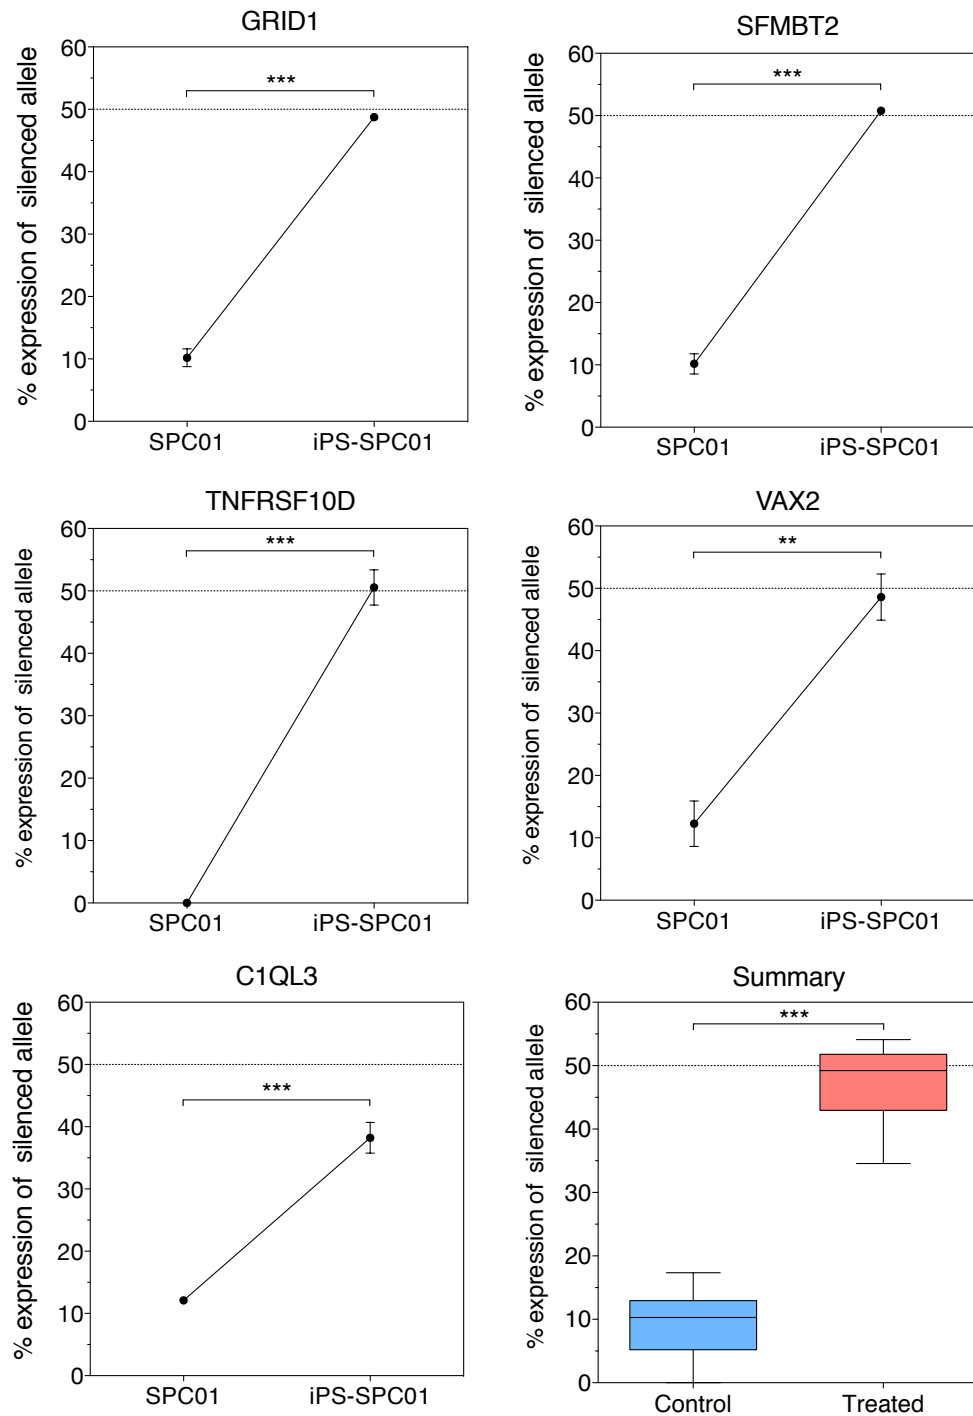 GRID1
% expression of silenced allele
60
50
40
30
20
10
0
***
SPC01 iPS-SPC01
SFMBT2
% expression of silenced allele
60
50
40
30
20
10
0
***
SPC01 iPS-SPC01
TNFRSF10D
% expression of silenced allele
60
50
40
30
20
10
0
***
SPC01 iPS-SPC01
VAX2
% expression of silenced allele
60
50
40
30
20
10
0
**
SPC01 iPS-SPC01
C1QL3
% expression of silenced allele
60
50
40
30
20
10
0
***
SPC01 iPS-SPC01
Summary
% expression of silenced allele
60
50
40
30
20
10
0
***
Control Treated